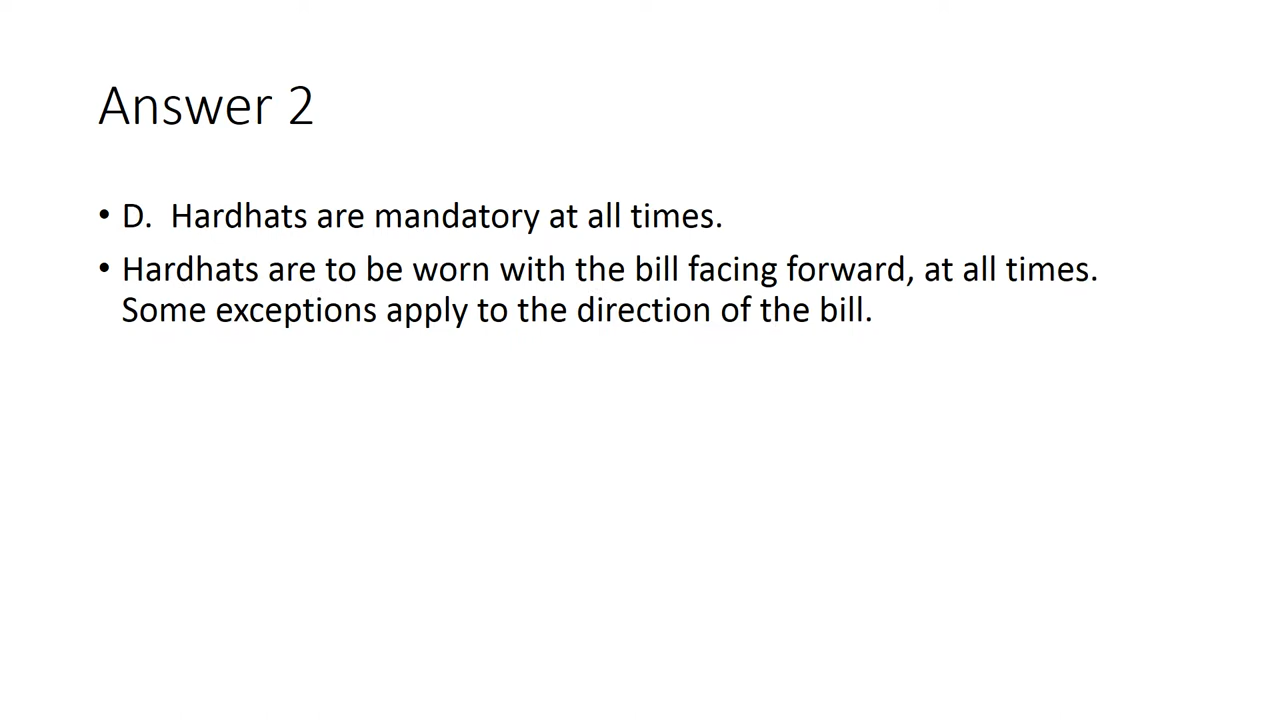 Answer 2
• D.  Hardhats are mandatory at all times.
• Hardhats are to be worn with the bill facing forward, at all times.
Some exceptions apply to the direction of the bill.